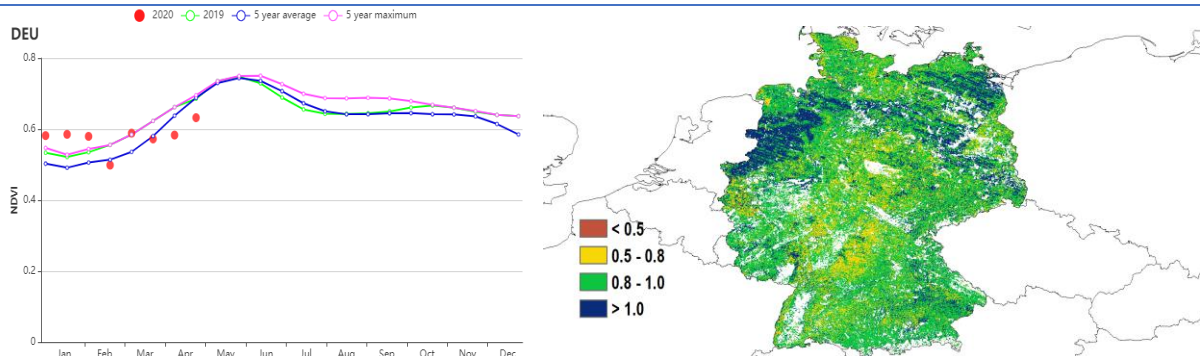 2020 2019 5 year average 5 year maximum
DEU
0.8
0.6
0.4
0.2
0
NDVI
Jan Feb Mar Apr May Jun Jul Aug Sep Oct Nov Dec
< 0.5
0.5 - 0.8
0.8 - 1.0
> 1.0